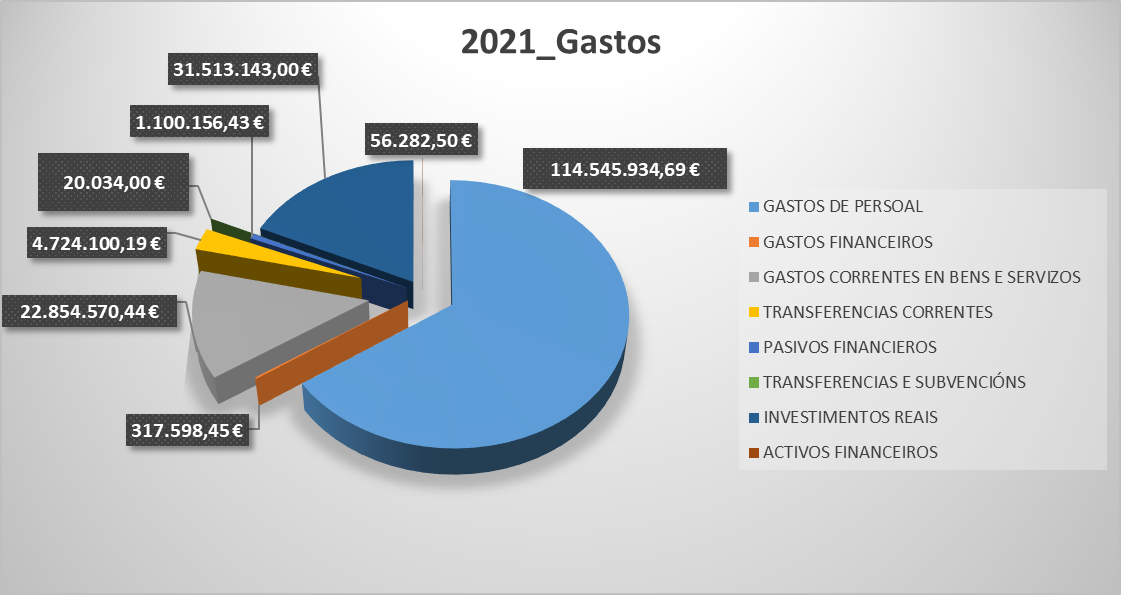 2021_Gastos
31.513.143,00 €
1.100.156,43 €
56.282,50 €
114.545.934,69 €
20.034,00 €
4.724.100,19 €
22.854.570,44 €
317.598,45 €
GASTOS DE PERSOAL
GASTOS FINANCEIROS
GASTOS CORRENTES EN BENS E SERVIZOS
TRANSFERENCIAS CORRENTES
PASIVOS FINANCIEROS
TRANSFERENCIAS E SUBVENCIÓNS
INVESTIMENTOS REAIS
ACTIVOS FINANCEIROS